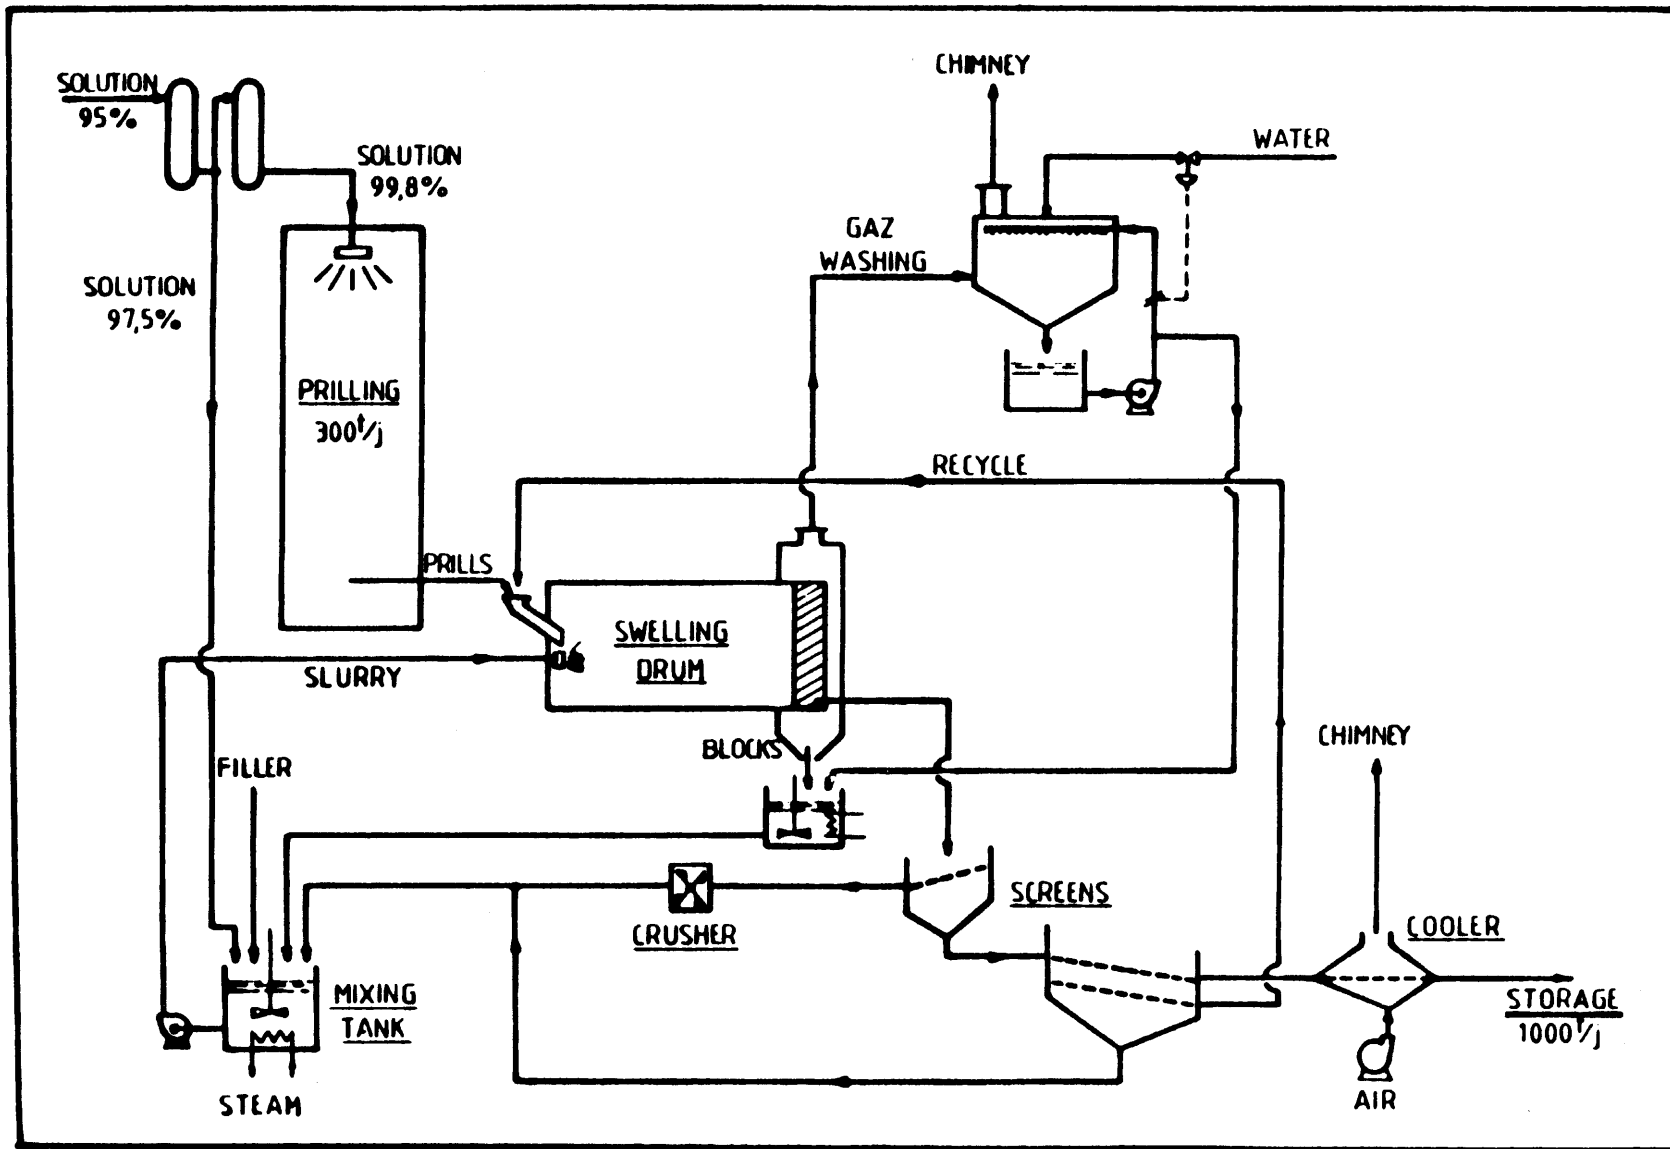 SOLUTION
95%
SOLUTION
99,8%
CHIMNEY
WATER
GAZ
WASHING
SOLUTION
97,5%
PRILLING
300t/j
RECYCLE
PRILLS
SWELLING
DRUM
SLURRY
BLOCKS
CHIMNEY
FILLER
SCREENS
CRUSHER
COOLER
MIXING
TANK
STORAGE
1000t/j
STEAM
AIR